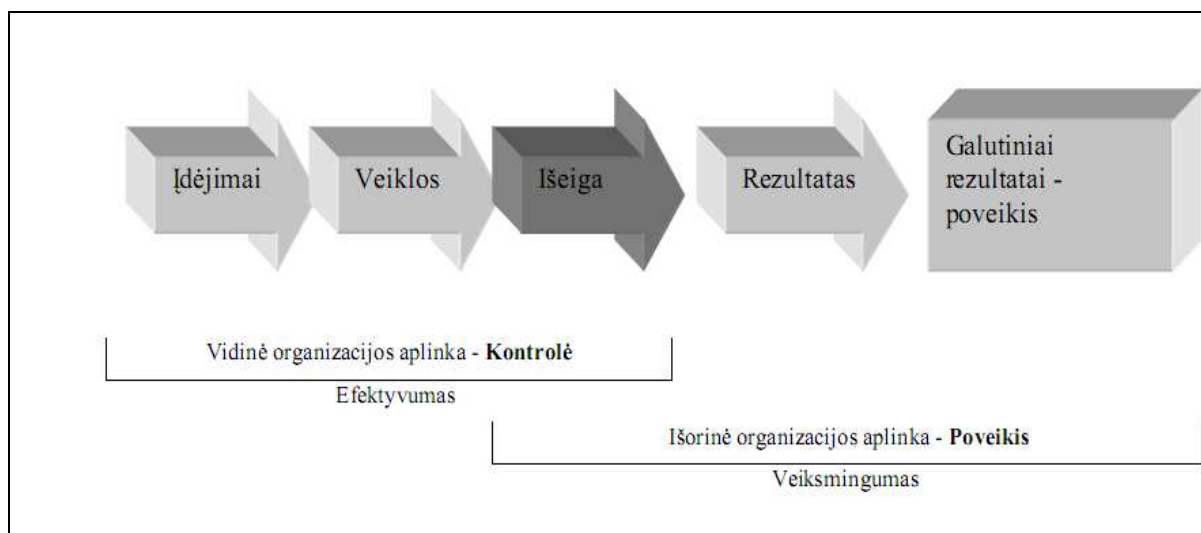 Įdėjimai
Veiklos
Išeiga
Rezultatas
Galutiniai
rezultatai -
poveikis
Vidinė organizacijos aplinka - Kontrolė
Efektyvumas
Išorinė organizacijos aplinka - Poveikis
Veiksmingumas